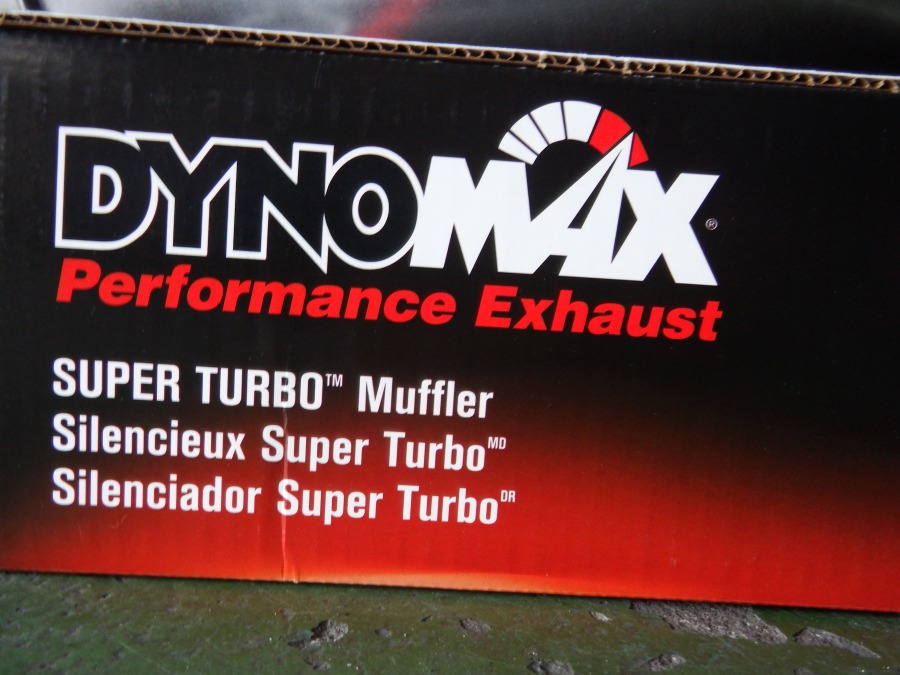 DYNOMAX®
Performance Exhaust
SUPER TURBO™ Muffler
Silencieux Super Turbo MD
Silenciador Super Turbo DR